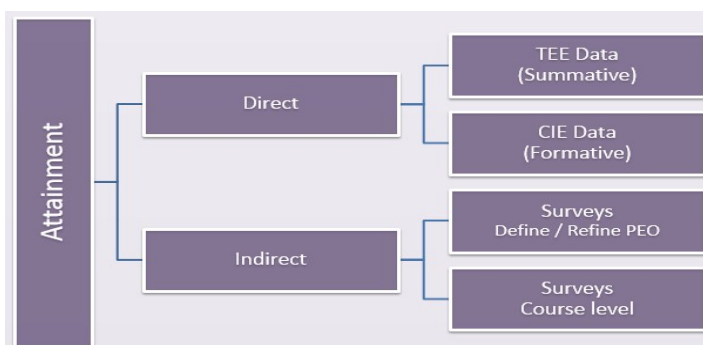 Attainment
Direct
TEE Data
(Summative)
CIE Data
(Formative)
Indirect
Surveys
Define / Refine PEO
Surveys
Course level